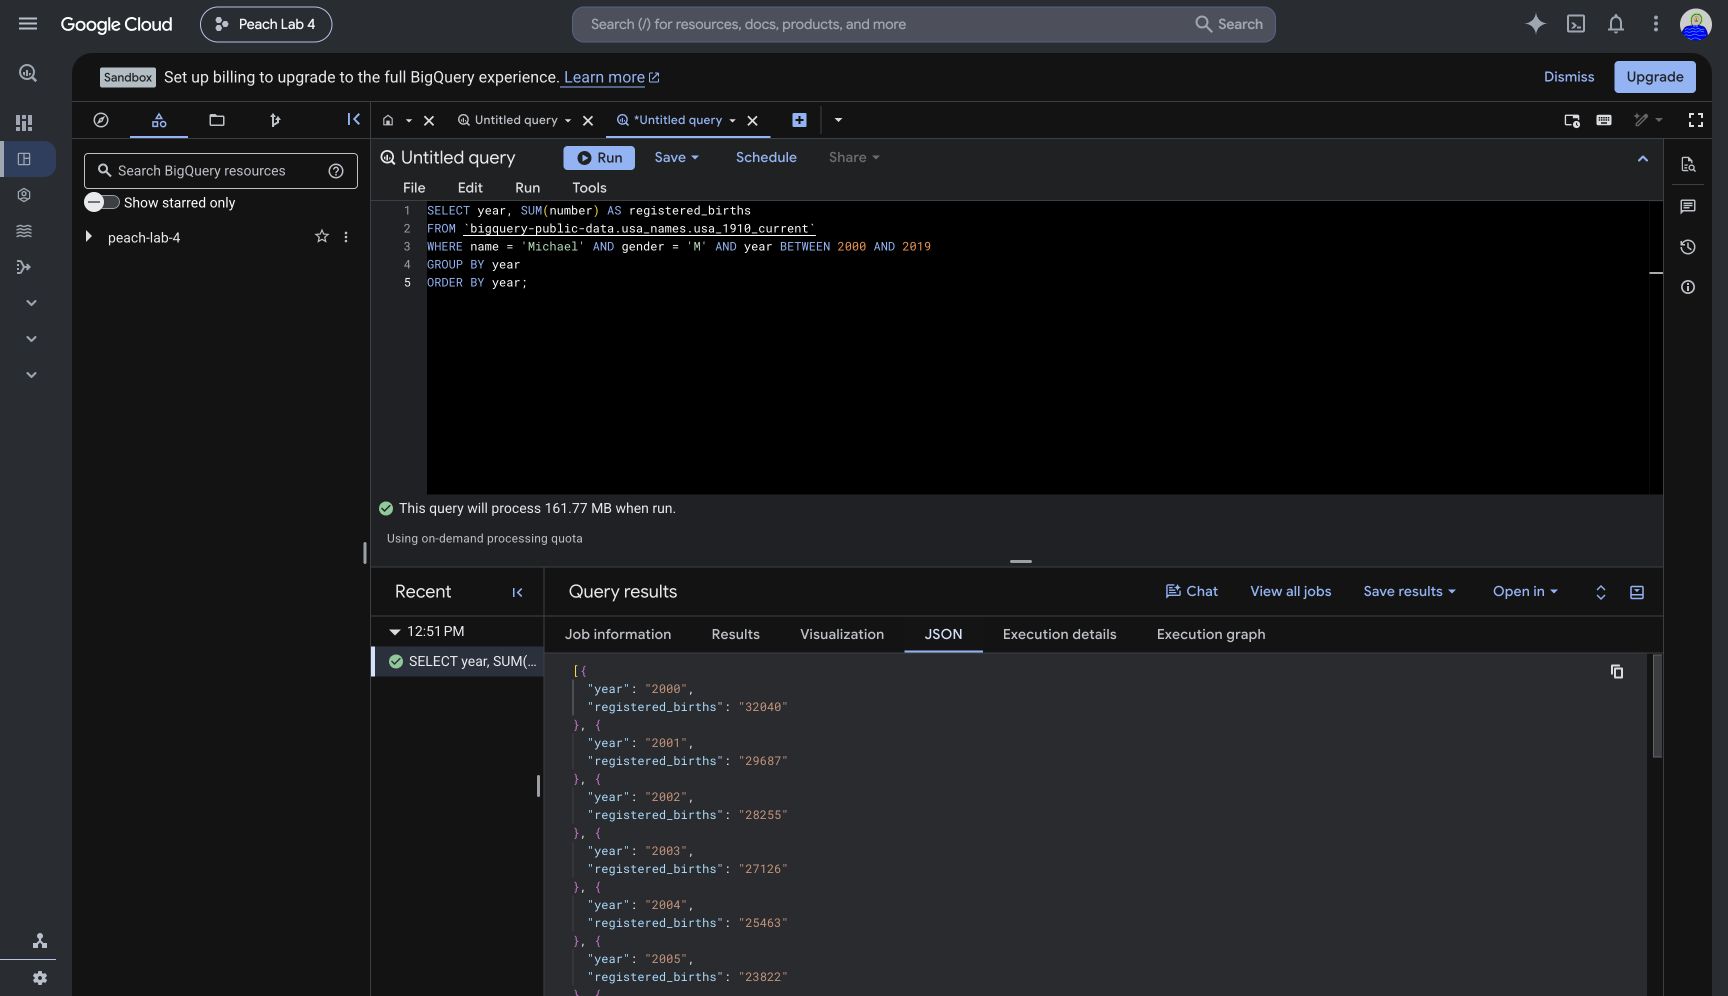 Google Cloud
Peach Lab 4
Search (/) for resources, docs, products, and more
Search
Sandbox
Set up billing to upgrade to the full BigQuery experience. Learn more
Dismiss
Upgrade
Untitled query
*Untitled query
Search BigQuery resources
Show starred only
peach-lab-4
Untitled query
Run
Save
Schedule
Share
File
Edit
Run
Tools
1 SELECT year, SUM(number) AS registered_births
2 FROM `bigquery-public-data.usa_names.usa_1910_current`
3 WHERE name = 'Michael' AND gender = 'M' AND year BETWEEN 2000 AND 2019
4 GROUP BY year
5 ORDER BY year;
This query will process 161.77 MB when run.
Using on-demand processing quota
Recent
12:51 PM
SELECT year, SUM(...
Query results
Chat
View all jobs
Save results
Open in
Job information
Results
Visualization
JSON
Execution details
Execution graph
[{
"year": "2000",
"registered_births": "32040"
}, {
"year": "2001",
"registered_births": "29687"
}, {
"year": "2002",
"registered_births": "28255"
}, {
"year": "2003",
"registered_births": "27126"
}, {
"year": "2004",
"registered_births": "25463"
}, {
"year": "2005",
"registered_births": "23822"
}, {